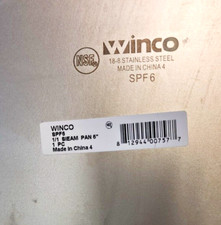 NSF
Winco
18-8 STAINLESS STEEL
MADE IN CHINA 4
SPF6
WINCO
SPF6
1/1 STEAM PAN 6"
1 PC
Made in China 4
8 12944 00757 7